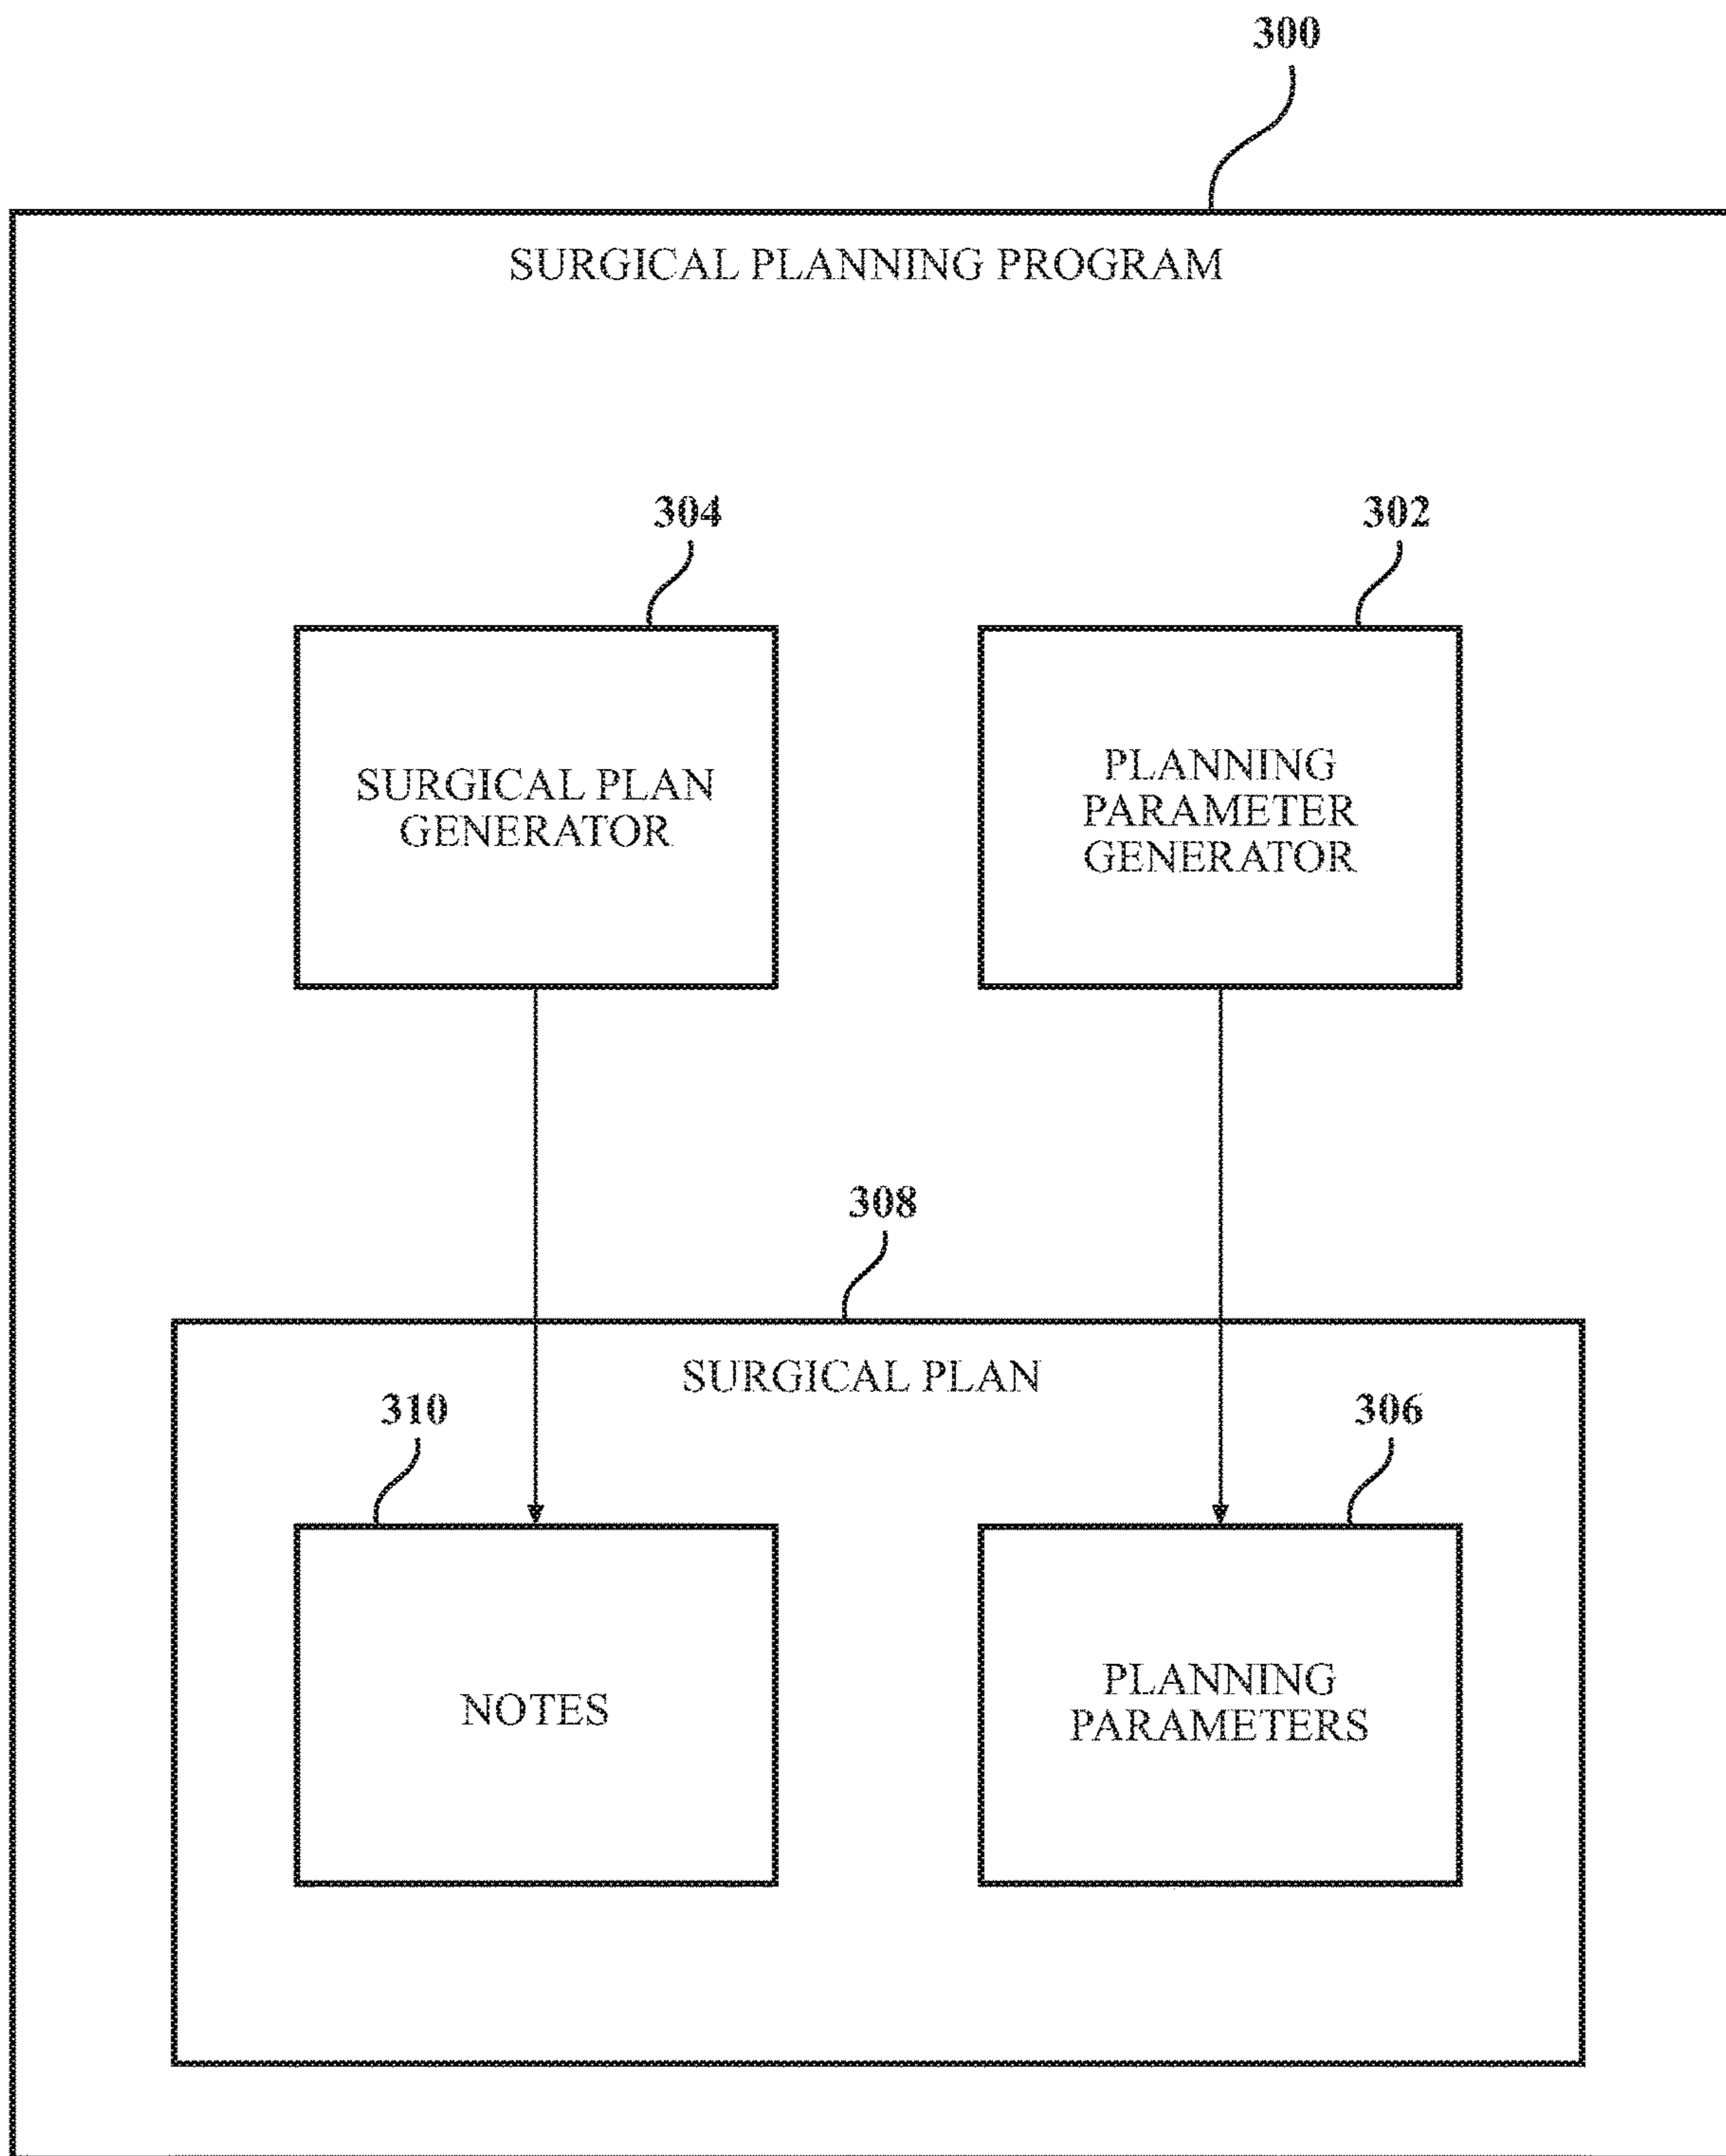 300
SURGICAL PLANNING PROGRAM
304
302
SURGICAL PLAN
GENERATOR
PLANNING
PARAMETER
GENERATOR
308
SURGICAL PLAN
310
306
NOTES
PLANNING
PARAMETERS